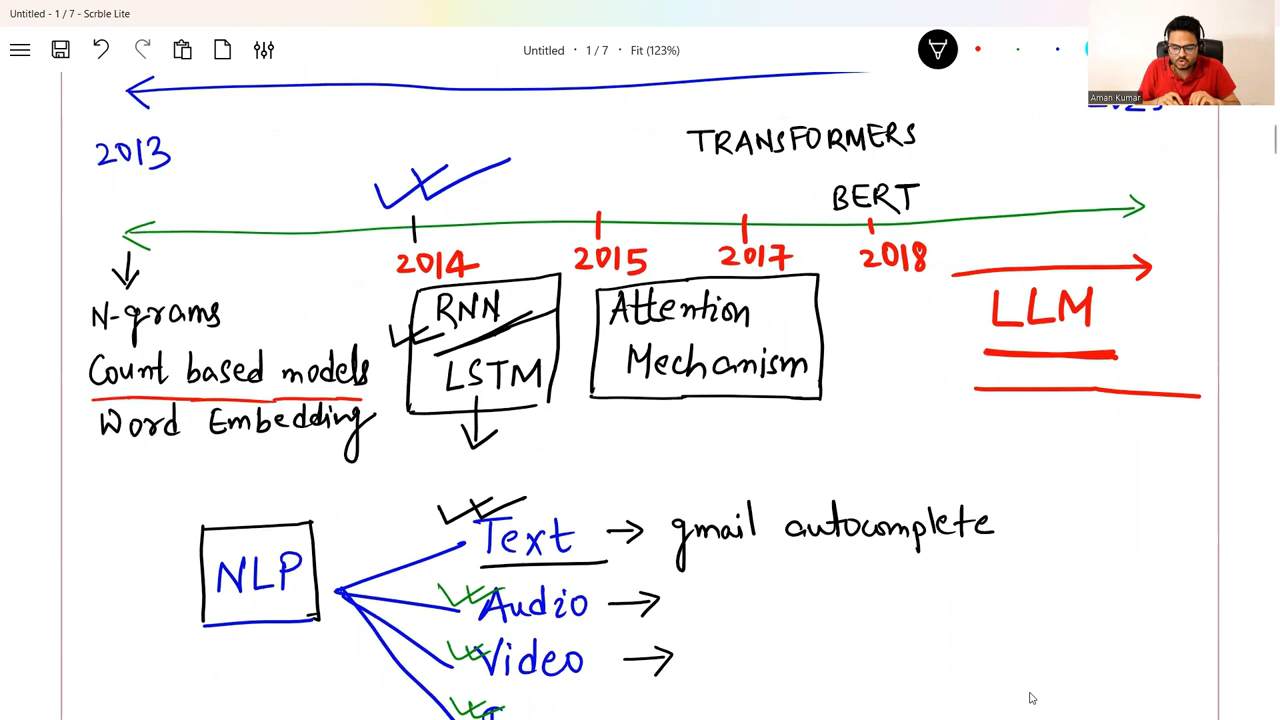 Untitled - 1 / 7 - Scrble Lite
Untitled • 1 / 7 • Fit (123%)
Aman Kumar
2013
TRANSFORMERS
BERT
2014 2015 2017 2018
N-grams
Count based models
Word Embedding
RNN
LSTM
Attention
Mechanism
LLM
NLP
Text → gmail autocomplete
Audio →
Video →